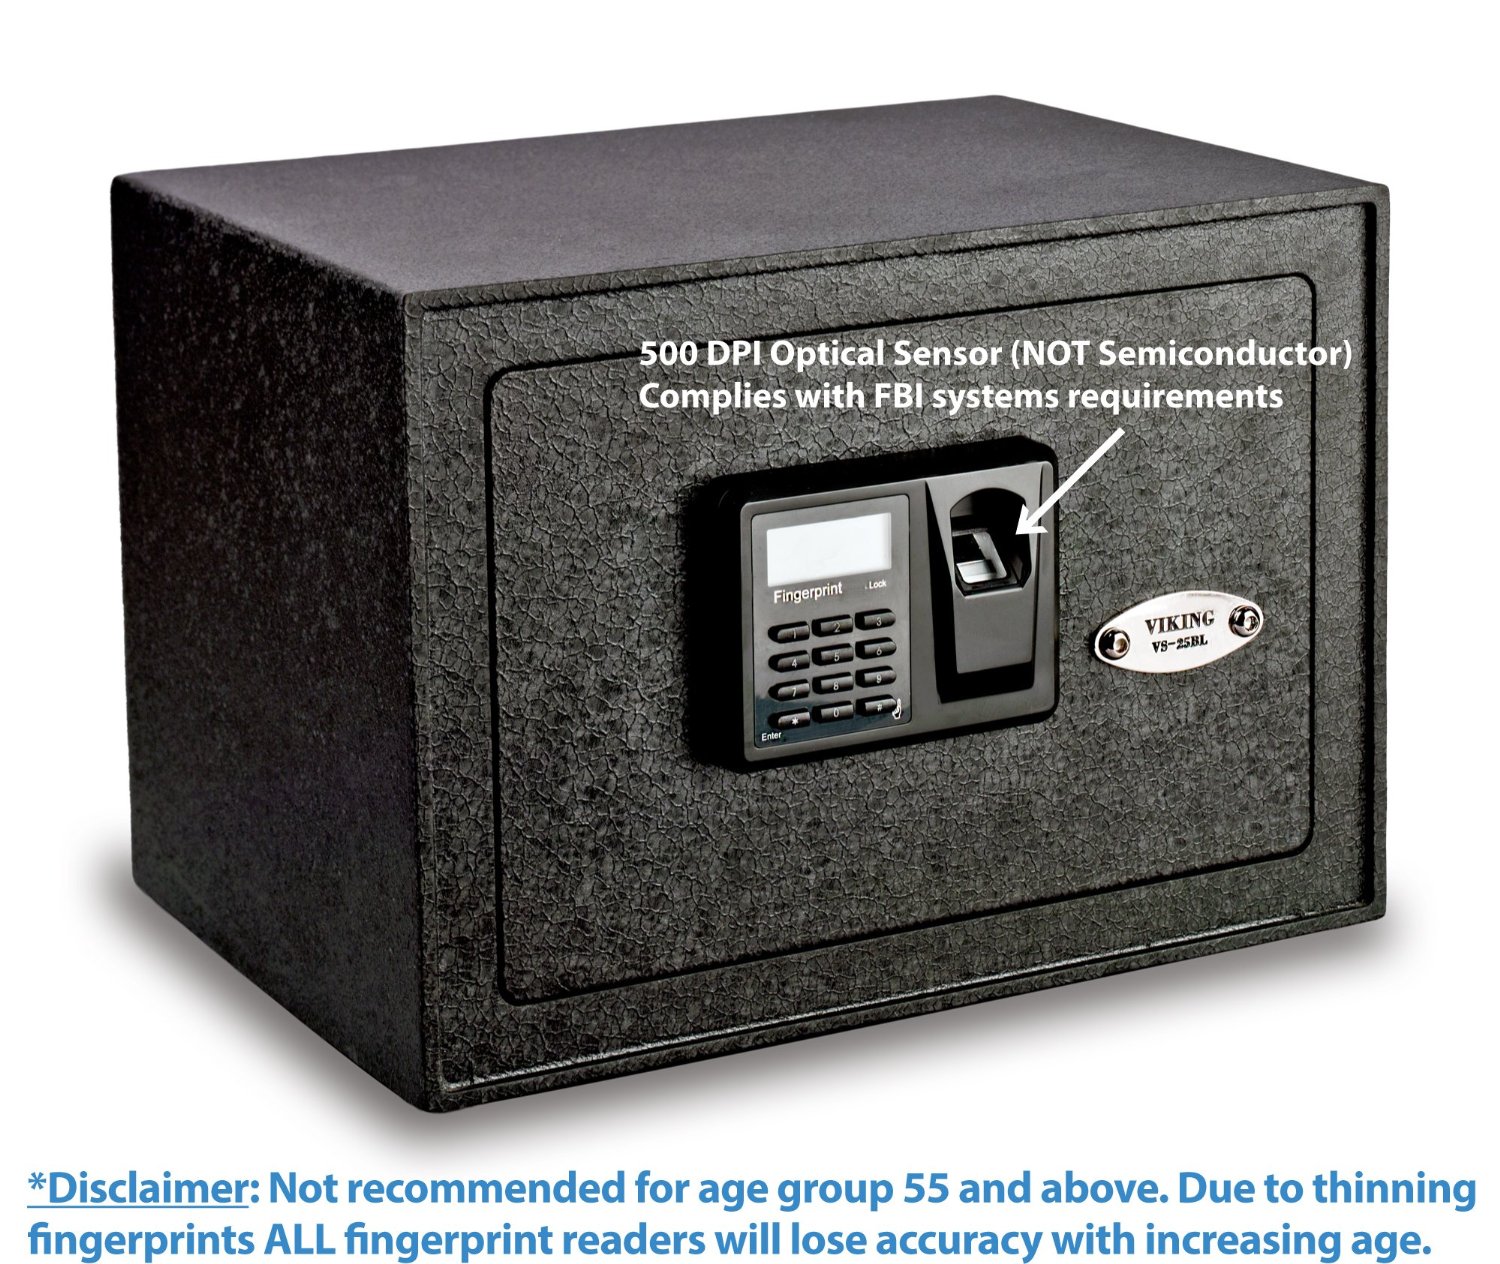 500 DPI Optical Sensor (NOT Semiconductor)
Complies with FBI systems requirements
Fingerprint
. Lock
1 2 3
4 5 6
7 8 9
* 0 #
Enter
VIKING
VS-25BL
*Disclaimer: Not recommended for age group 55 and above. Due to thinning
fingerprints ALL fingerprint readers will lose accuracy with increasing age.